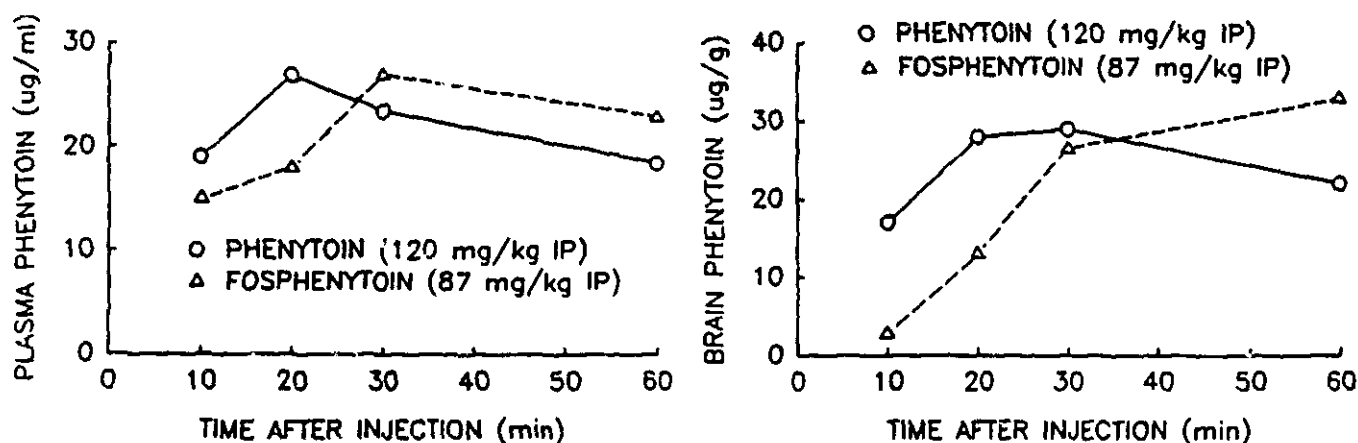 PLASMA PHENYTOIN (ug/ml)
30
20
10
0
○ PHENYTOIN (120 mg/kg IP)
△ FOSPHENYTOIN (87 mg/kg IP)
0 10 20 30 40 50 60
TIME AFTER INJECTION (min)
BRAIN PHENYTOIN (ug/g)
40
30
20
10
0
○ PHENYTOIN (120 mg/kg IP)
△ FOSPHENYTOIN (87 mg/kg IP)
0 10 20 30 40 50 60
TIME AFTER INJECTION (min)